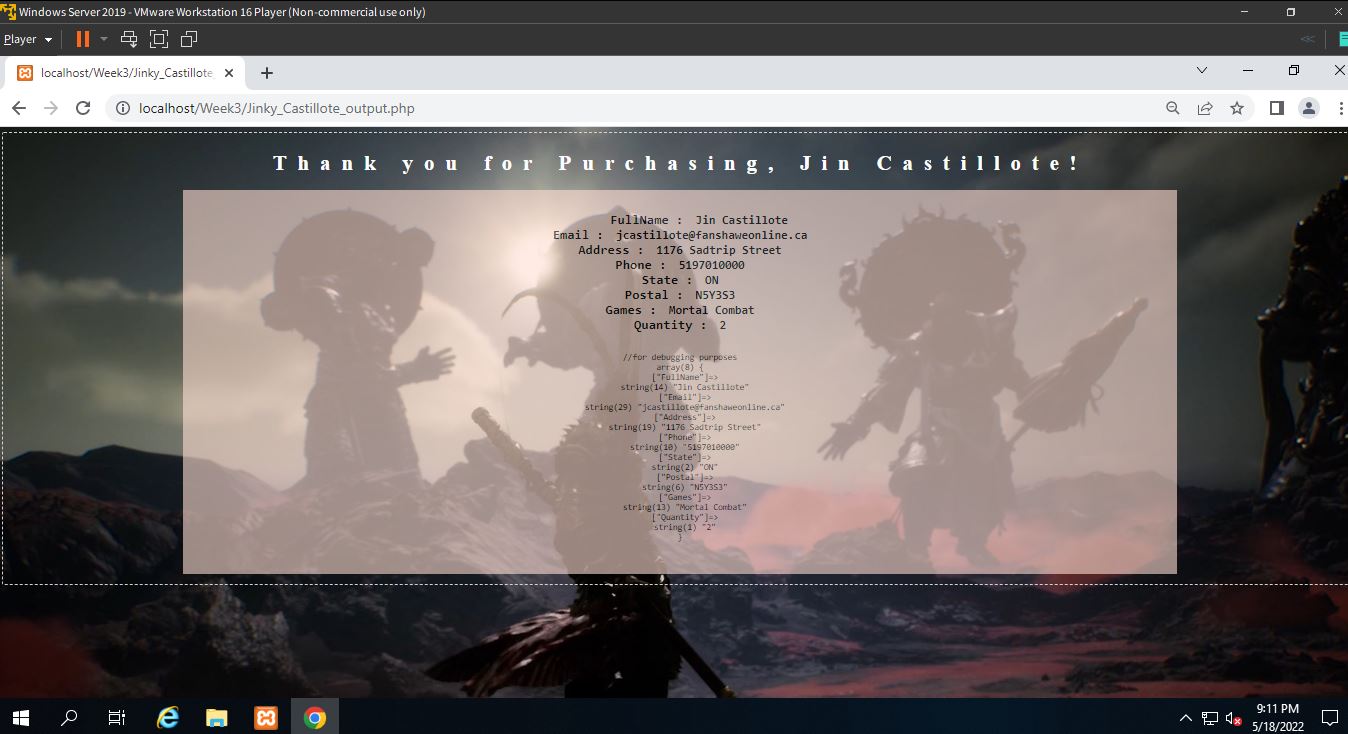 Windows Server 2019 - VMware Workstation 16 Player (Non-commercial use only)
Player
localhost/Week3/Jinky_Castillote
localhost/Week3/Jinky_Castillote_output.php
Thank you for Purchasing, Jin Castillote!
FullName : Jin Castillote
Email : jcastillote@fanshaweonline.ca
Address : 1176 Sadtrip Street
Phone : 5197010000
State : ON
Postal : N5Y3S3
Games : Mortal Combat
Quantity : 2
//for debugging purposes
array(8) {
["FullName"]=>
string(14) "Jin Castillote"
["Email"]=>
string(29) "jcastillote@fanshaweonline.ca"
["Address"]=>
string(19) "1176 Sadtrip Street"
["Phone"]=>
string(10) "5197010000"
["State"]=>
string(2) "ON"
["Postal"]=>
string(6) "N5Y3S3"
["Games"]=>
string(13) "Mortal Combat"
["Quantity"]=>
string(1) "2"
}
9:11 PM
5/18/2022